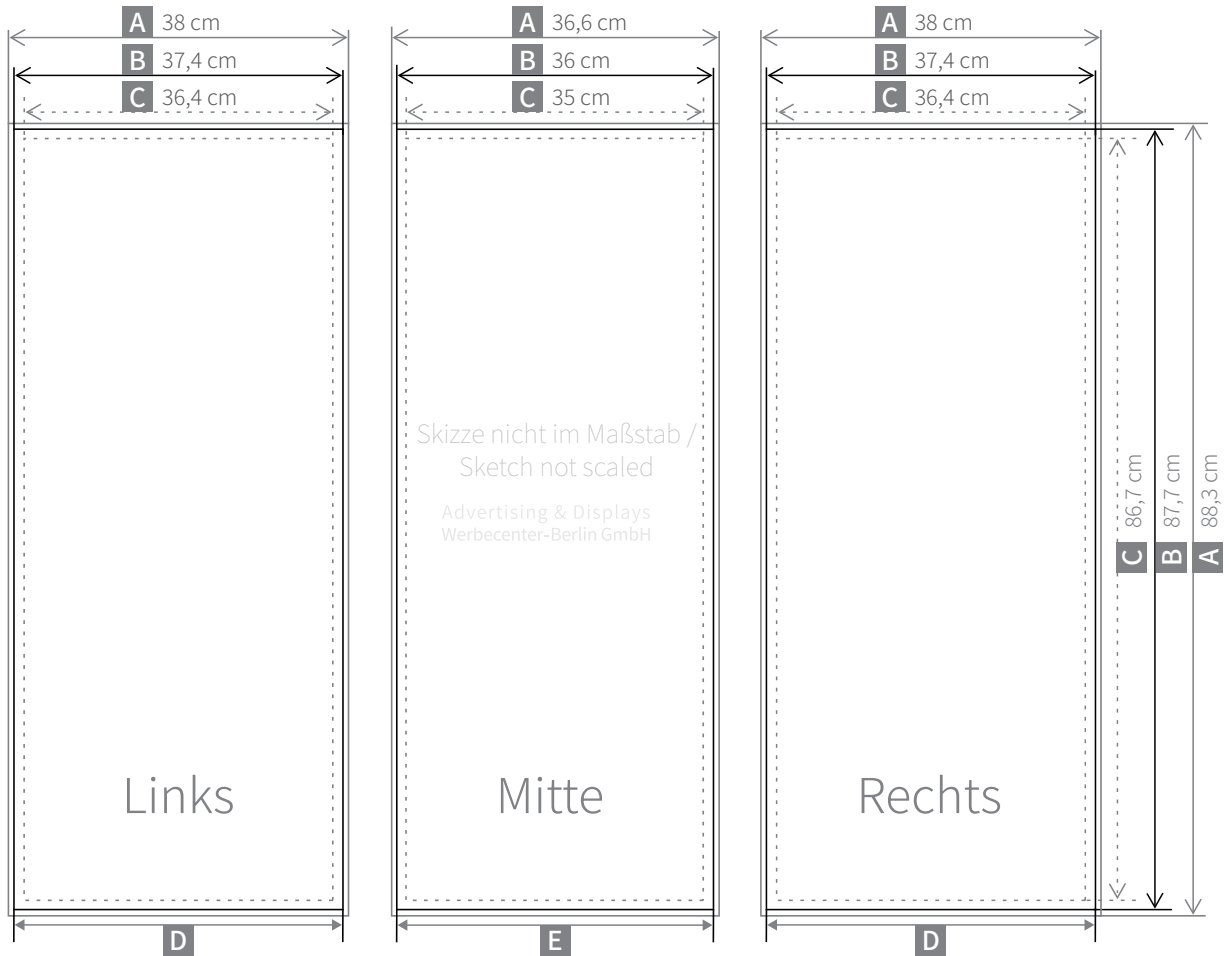 A 38 cm
B 37,4 cm
C 36,4 cm
A 36,6 cm
B 36 cm
C 35 cm
A 38 cm
B 37,4 cm
C 36,4 cm
Skizze nicht im Maßstab /
Sketch not scaled
Advertising & Displays
Werbecenter-Berlin GmbH
C 86,7 cm
B 87,7 cm
A 88,3 cm
Links
Mitte
Rechts
D
E
D